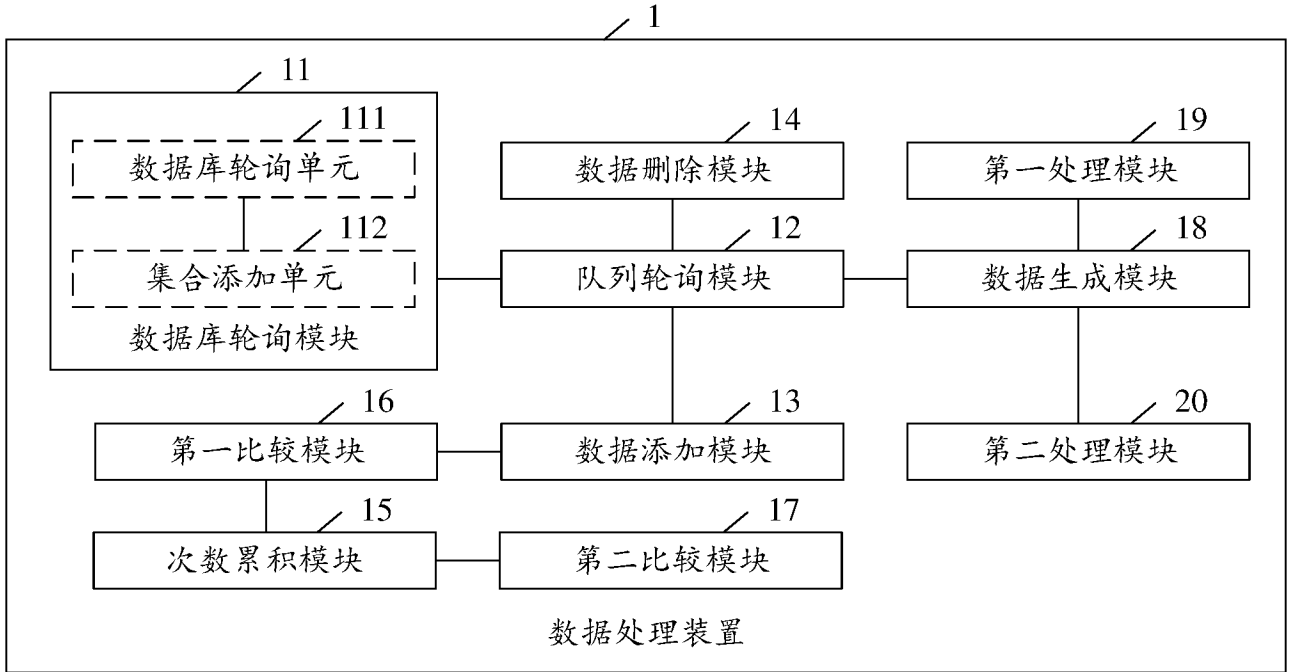 1
11
111
数据库轮询单元
112
集合添加单元
数据库轮询模块
14
数据删除模块
19
第一处理模块
12
队列轮询模块
18
数据生成模块
16
第一比较模块
13
数据添加模块
20
第二处理模块
15
次数累积模块
17
第二比较模块
数据处理装置